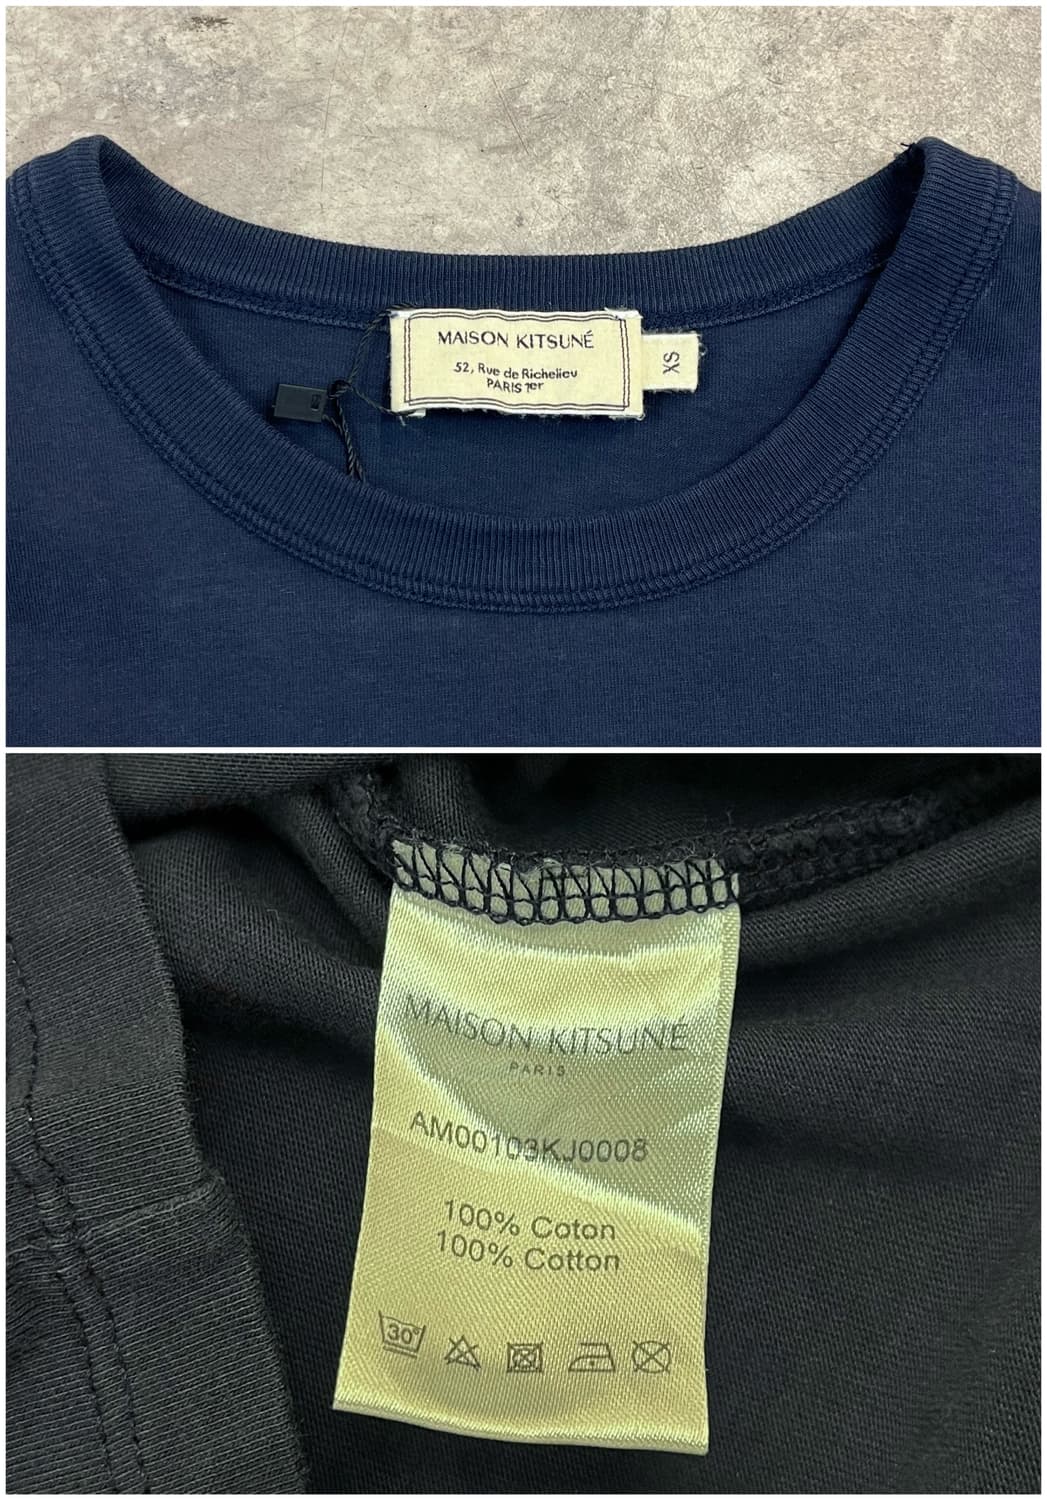 MAISON KITSUNÉ
52, Rue de Richelieu
PARIS 1er
XS
MAISON KITSUNÉ
PARIS
AM00103KJ0008
100% Coton
100% Cotton
30°